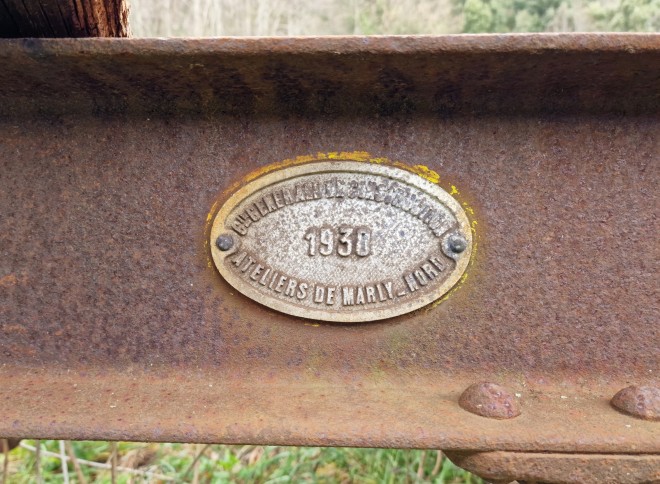 CIE GENERALE DE CONSTRUCTION
1930
ATELIERS DE MARLY_NORD